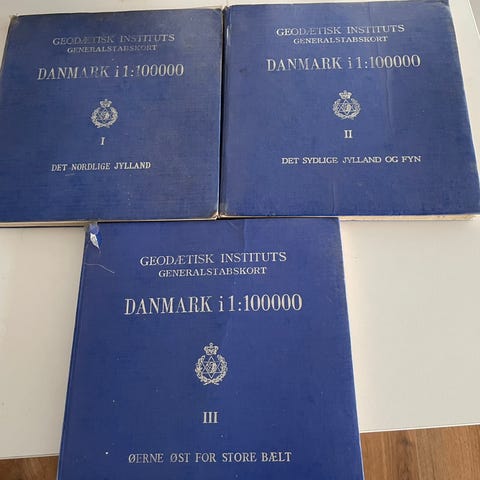 GEODÆTISK INSTITUTS
GENERALSTABSKORT
DANMARK i 1:100000
I
DET NORDLIGE JYLLAND
GEODÆTISK INSTITUTS
GENERALSTABSKORT
DANMARK i 1:100000
II
DET SYDLIGE JYLLAND OG FYN
GEODÆTISK INSTITUTS
GENERALSTABSKORT
DANMARK i 1:100000
III
ØERNE ØST FOR STORE BÆLT